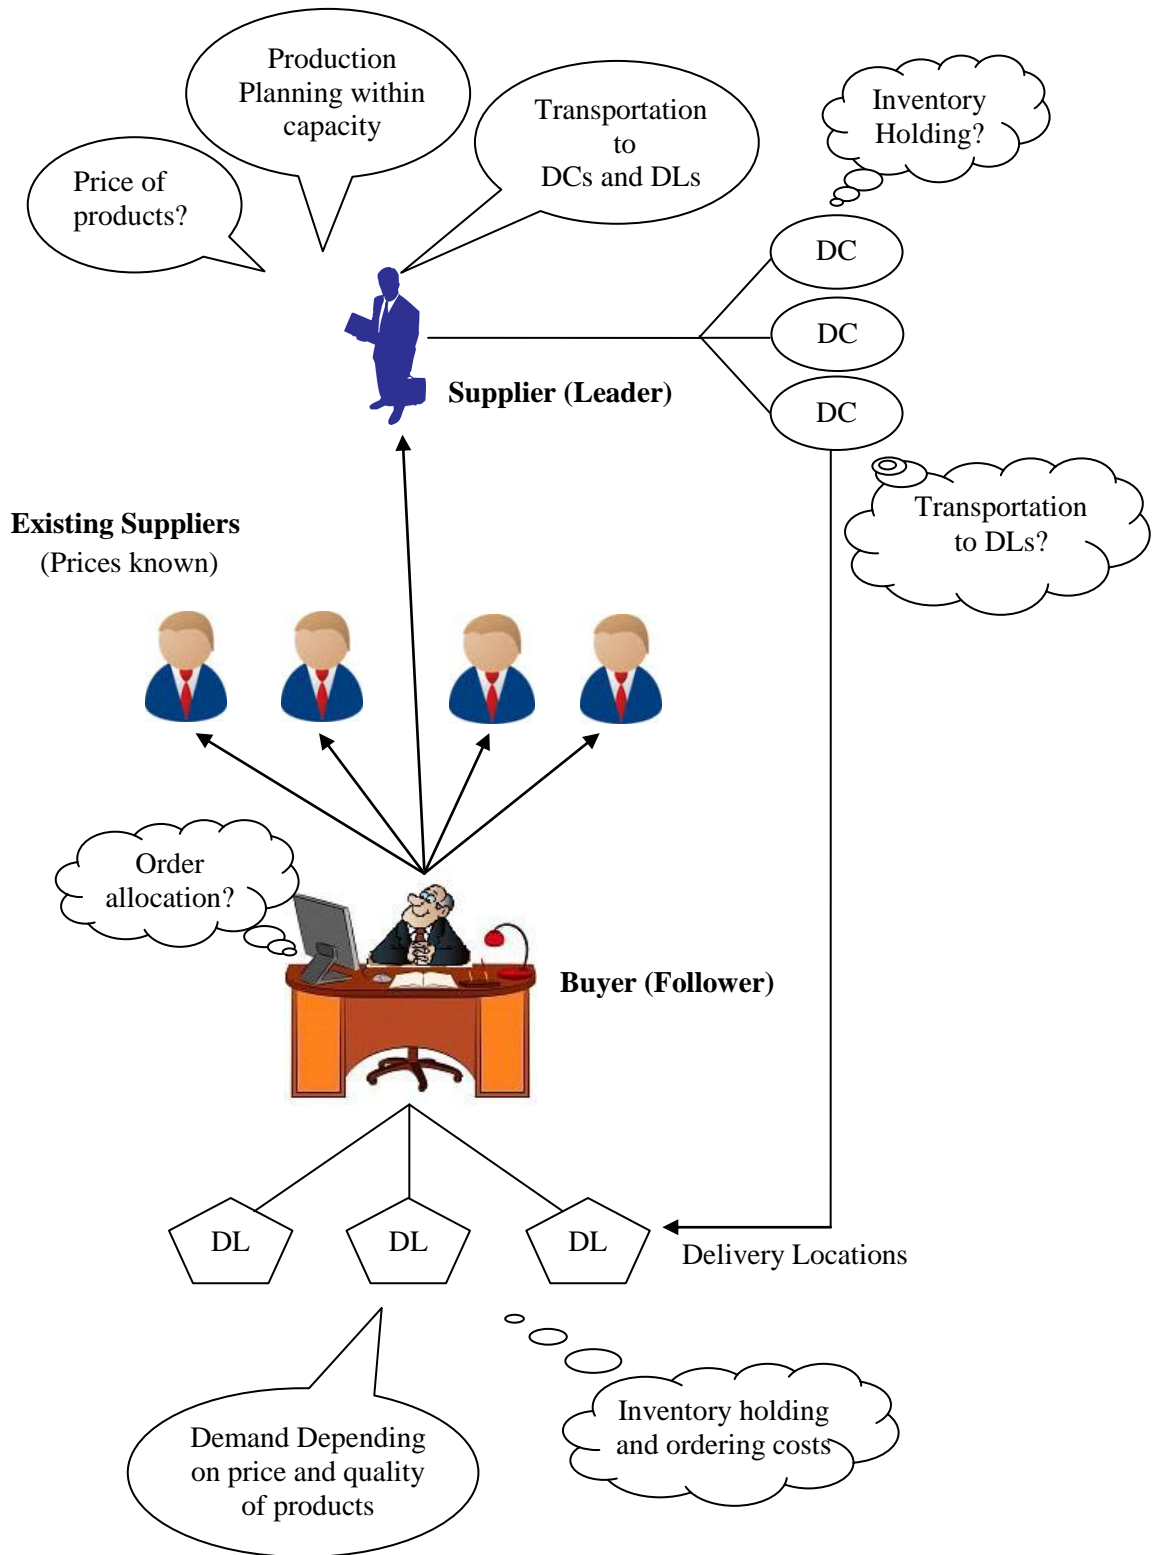 Production
Planning within
capacity
Transportation
to
DCs and DLs
Inventory
Holding?
Price of
products?
DC
DC
DC
Supplier (Leader)
Transportation
to DLs?
Existing Suppliers
(Prices known)
Order
allocation?
Buyer (Follower)
DL
DL
DL
Delivery Locations
Inventory holding
and ordering costs
Demand Depending
on price and quality
of products